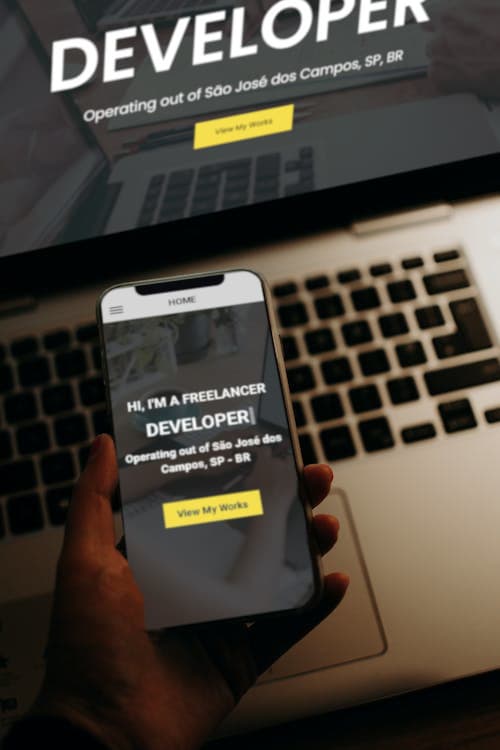 DEVELOPER
Operating out of São José dos Campos, SP, BR
View My Works
HOME
HI, I'M A FREELANCER
DEVELOPER|
Operating out of São José dos
Campos, SP - BR
View My Works